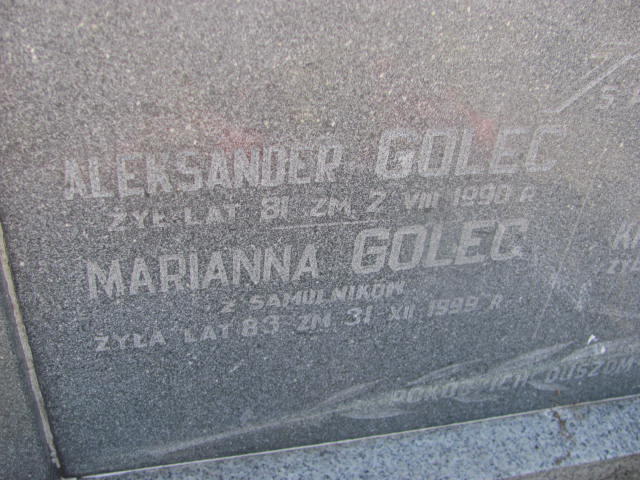 ALEKSANDER GOLEC
ŻYŁ LAT 81 ZM. 2 VIII 1990 R
MARIANNA GOLEC
Z SAMULNIKÓW
ŻYŁA LAT 83 ZM 31 XII 1999 R
POKÓJ ICH DUSZOM